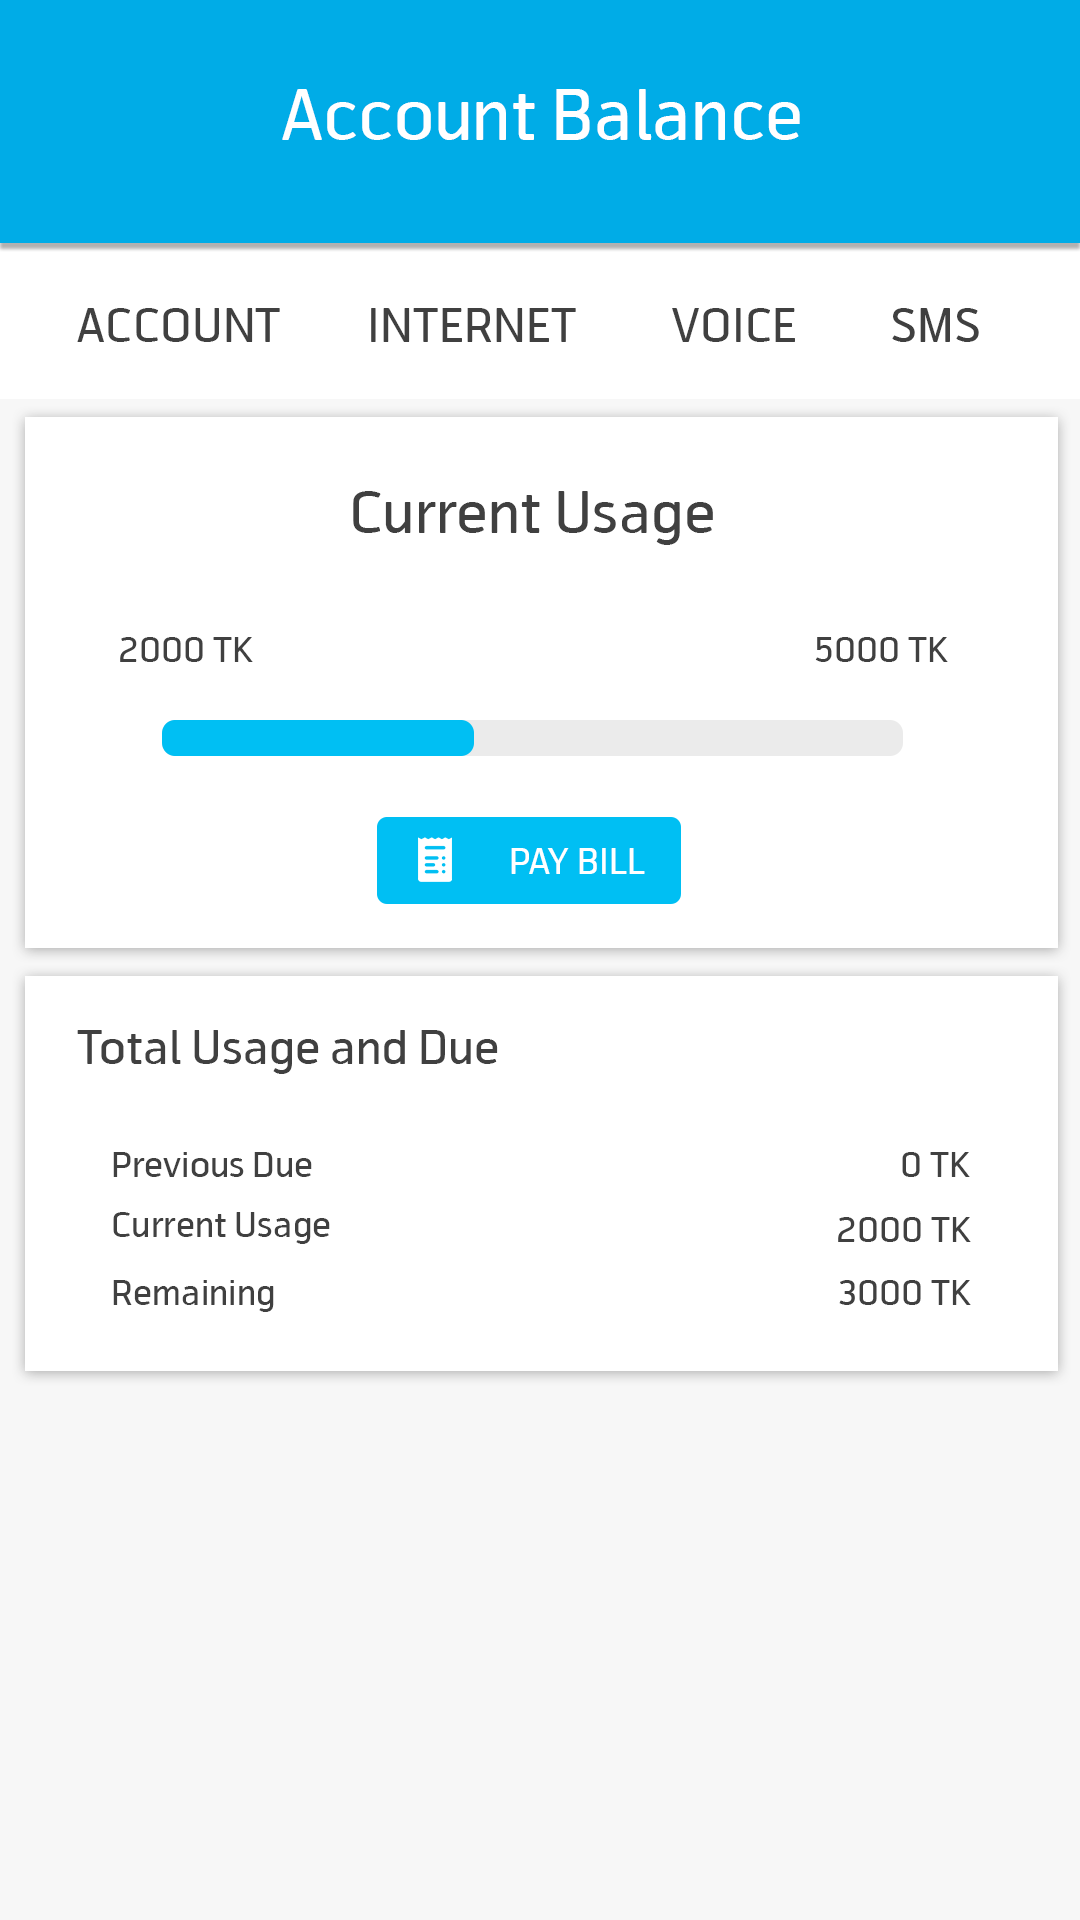 Account Balance
ACCOUNT INTERNET VOICE SMS
Current Usage
2000 TK 5000 TK
PAY BILL
Total Usage and Due
Previous Due 0 TK
Current Usage 2000 TK
Remaining 3000 TK